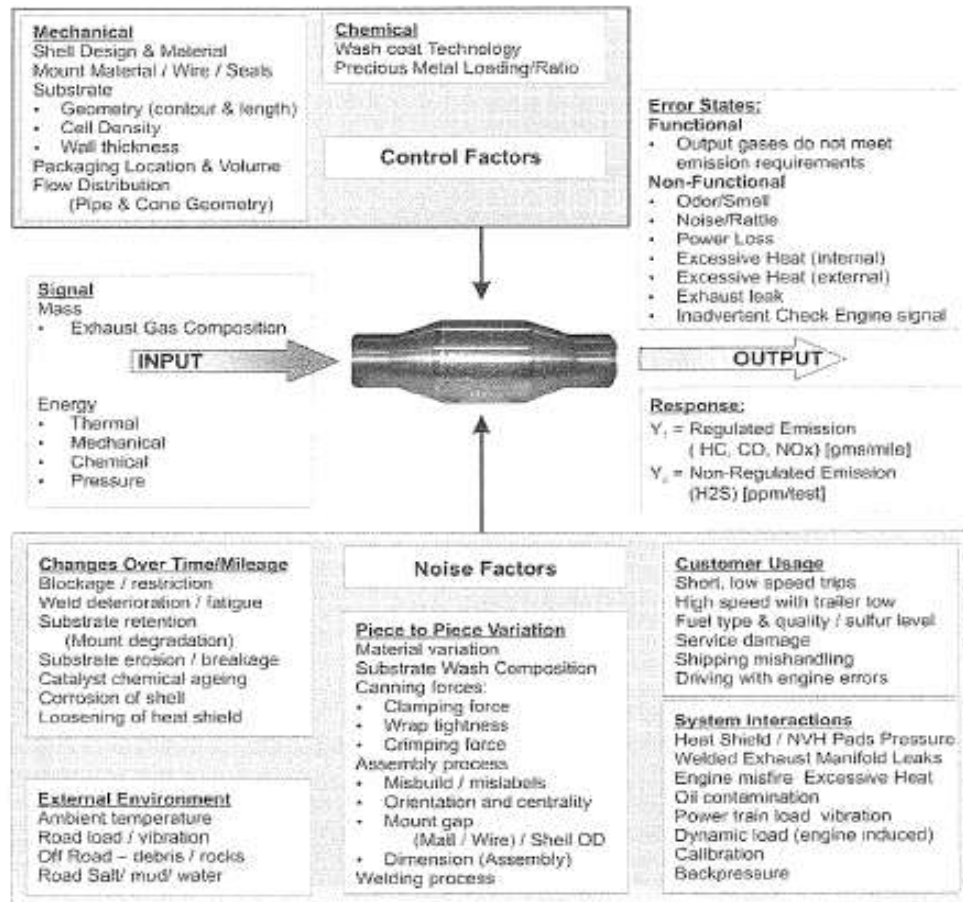 Mechanical
Shell Design & Material
Mount Material / Wire / Seals
Substrate
• Geometry (contour & length)
• Cell Density
• Wall thickness
Packaging Location & Volume
Flow Distribution
(Pipe & Cone Geometry)
Chemical
Wash coat Technology
Precious Metal Loading/Ratio
Control Factors
Error States:
Functional
• Output gases do not meet
emission requirements
Non-Functional
• Odor/Smell
• Noise/Rattle
• Power Loss
• Excessive Heat (internal)
• Excessive Heat (external)
• Exhaust leak
• Inadvertent Check Engine signal
Signal
Mass
• Exhaust Gas Composition
INPUT
Energy
• Thermal
• Mechanical
• Chemical
• Pressure
OUTPUT
Response:
Y₁ = Regulated Emission
( HC, CO, NOx) [gms/mile]
Y₂ = Non-Regulated Emission
(H2S) [ppm/test]
Changes Over Time/Mileage
Blockage / restriction
Weld deterioration / fatigue
Substrate retention
(Mount degradation)
Substrate erosion / breakage
Catalyst chemical ageing
Corrosion of shell
Loosening of heat shield
External Environment
Ambient temperature
Road load / vibration
Off Road – debris / rocks
Road Salt/ mud/ water
Noise Factors
Piece to Piece Variation
Material variation
Substrate Wash Composition
Canning forces:
• Clamping force
• Wrap tightness
• Crimping force
Assembly process
• Misbuild / mislabels
• Orientation and centrality
• Mount gap
(Matl / Wire) / Shell OD
• Dimension (Assembly)
Welding process
Customer Usage
Short, low speed trips
High speed with trailer tow
Fuel type & quality / sulfur level
Service damage
Shipping mishandling
Driving with engine errors
System Interactions
Heat Shield / NVH Pads Pressure
Welded Exhaust Manifold Leaks
Engine misfire Excessive Heat
Oil contamination
Power train load vibration
Dynamic load (engine induced)
Calibration
Backpressure